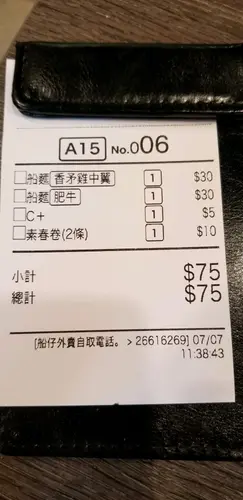 A15 No.006
船麵 香矛雞中翼 1 $30
船麵 肥牛 1 $30
C+ 1 $5
素春卷(2條) 1 $10
小計 $75
總計 $75
[船仔外賣自取電話。 > 26616269] 07/07
11:38:43